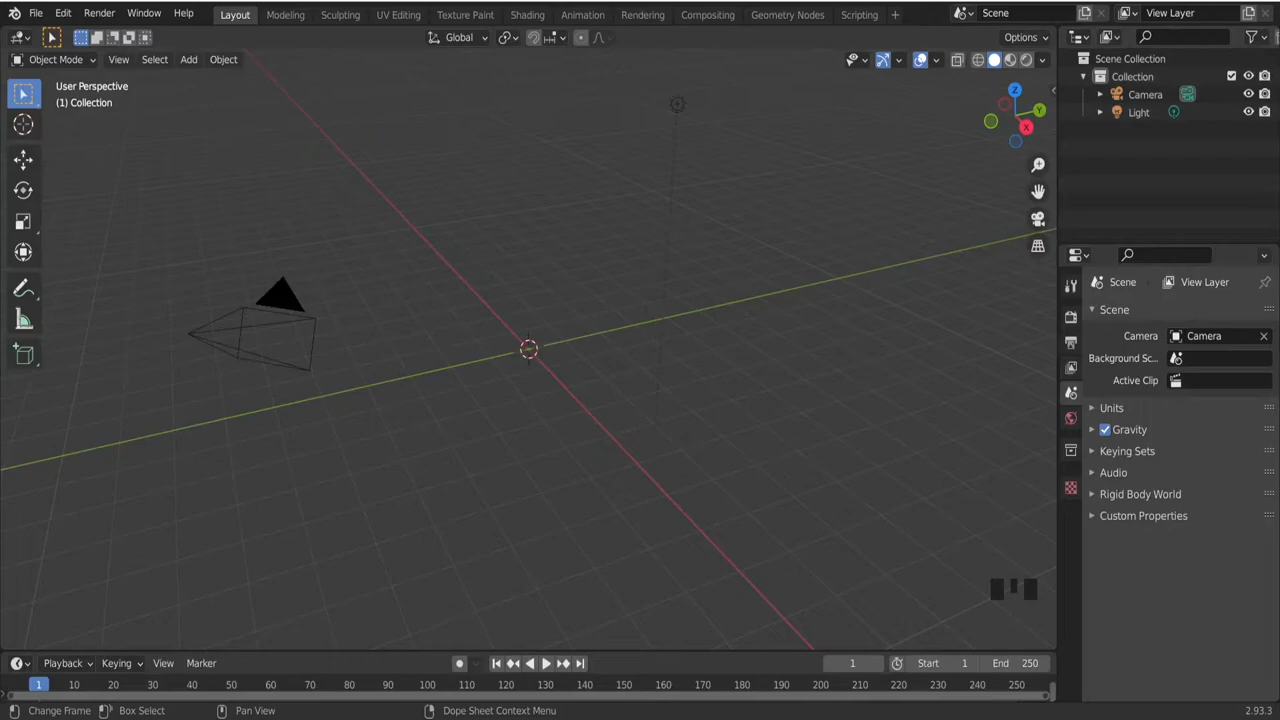 File Edit Render Window Help Layout Modeling Sculpting UV Editing Texture Paint Shading Animation Rendering Compositing Geometry Nodes Scripting + Scene View Layer
Global Options
Object Mode View Select Add Object
User Perspective
(1) Collection
Z
Y
X
Scene Collection
Collection
Camera
Light
Scene View Layer
Scene
Camera Camera
Background Sc...
Active Clip
Units
Gravity
Keying Sets
Audio
Rigid Body World
Custom Properties
Playback Keying View Marker 1 Start 1 End 250
1 10 20 30 40 50 60 70 80 90 100 110 120 130 140 150 160 170 180 190 200 210 220 230 240 250
Change Frame Box Select Pan View Dope Sheet Context Menu 2.93.3